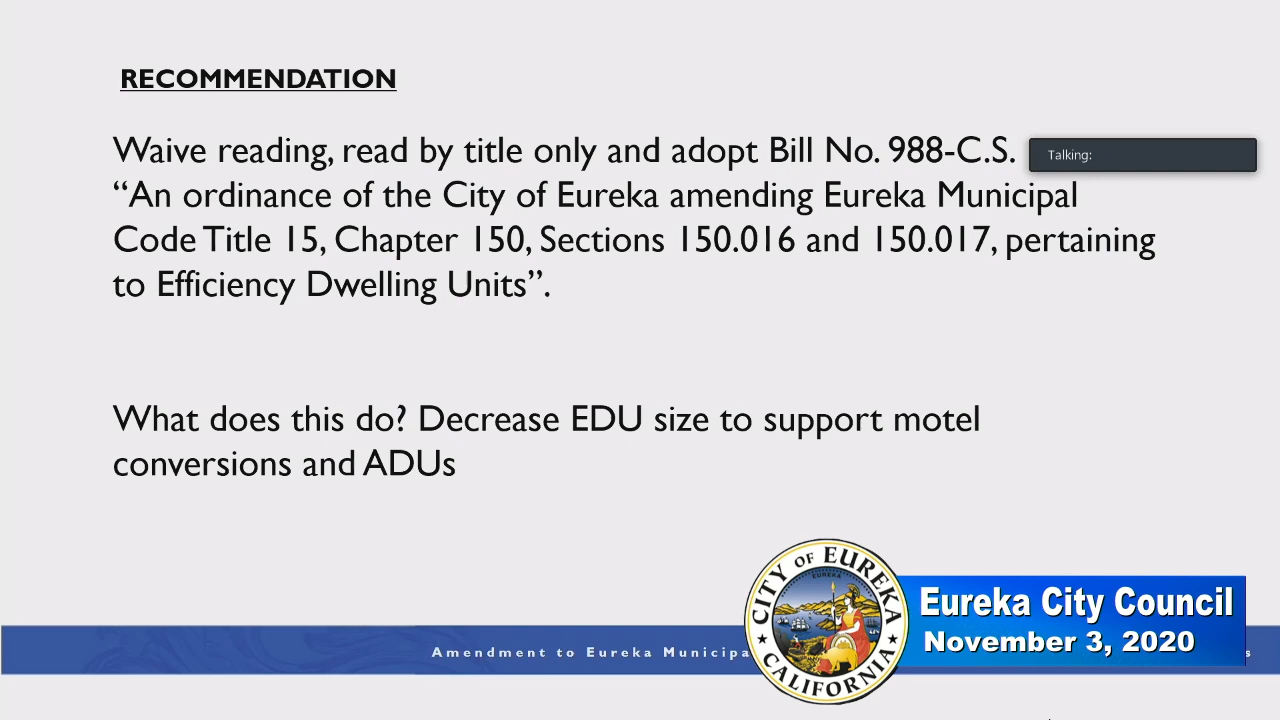 RECOMMENDATION
Waive reading, read by title only and adopt Bill No. 988-C.S.
Talking:
“An ordinance of the City of Eureka amending Eureka Municipal
Code Title 15, Chapter 150, Sections 150.016 and 150.017, pertaining
to Efficiency Dwelling Units”.
What does this do? Decrease EDU size to support motel
conversions and ADUs
CITY OF EUREKA
EUREKA
CALIFORNIA
Eureka City Council
November 3, 2020
Amendment to Eureka Municipa
s